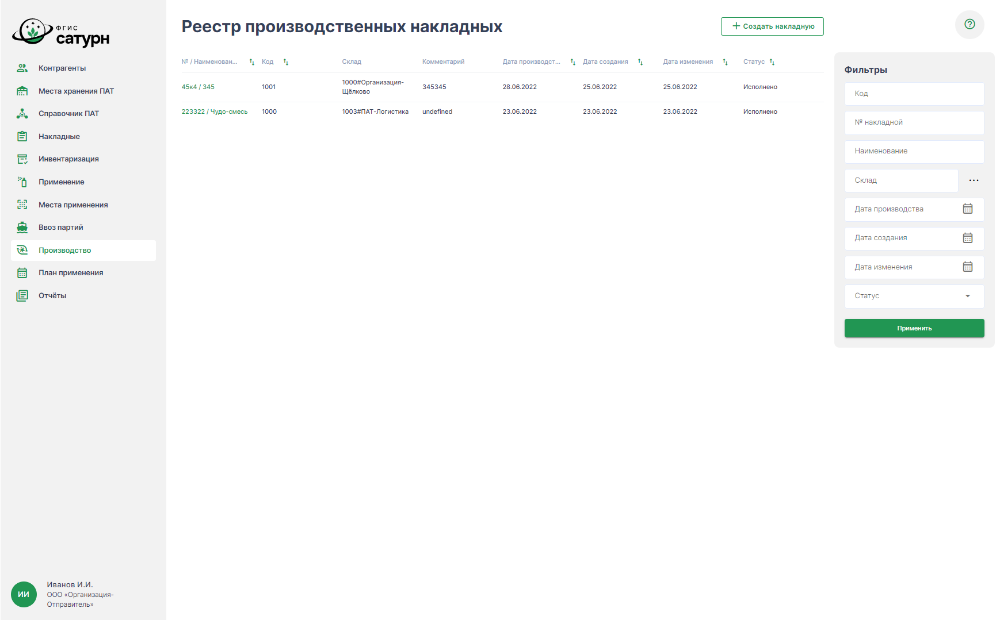 ФГИС
сатурн
Контрагенты
Места хранения ПАТ
Справочник ПАТ
Накладные
Инвентаризация
Применение
Места применения
Ввоз партий
Производство
План применения
Отчёты
ИИ
Иванов И.И.
ООО «Организация-
Отправитель»
Реестр производственных накладных
Создать накладную
№ / Наименован... Код Склад Комментарий Дата производст... Дата создания Дата изменения Статус
45к4 / 345 1001 1000#Организация-
Щёлково 345345 28.06.2022 25.06.2022 25.06.2022 Исполнено
223322 / Чудо-смесь 1000 1003#ПАТ-Логистика undefined 23.06.2022 23.06.2022 23.06.2022 Исполнено
Фильтры
Код
№ накладной
Наименование
Склад ...
Дата производства
Дата создания
Дата изменения
Статус
Применить